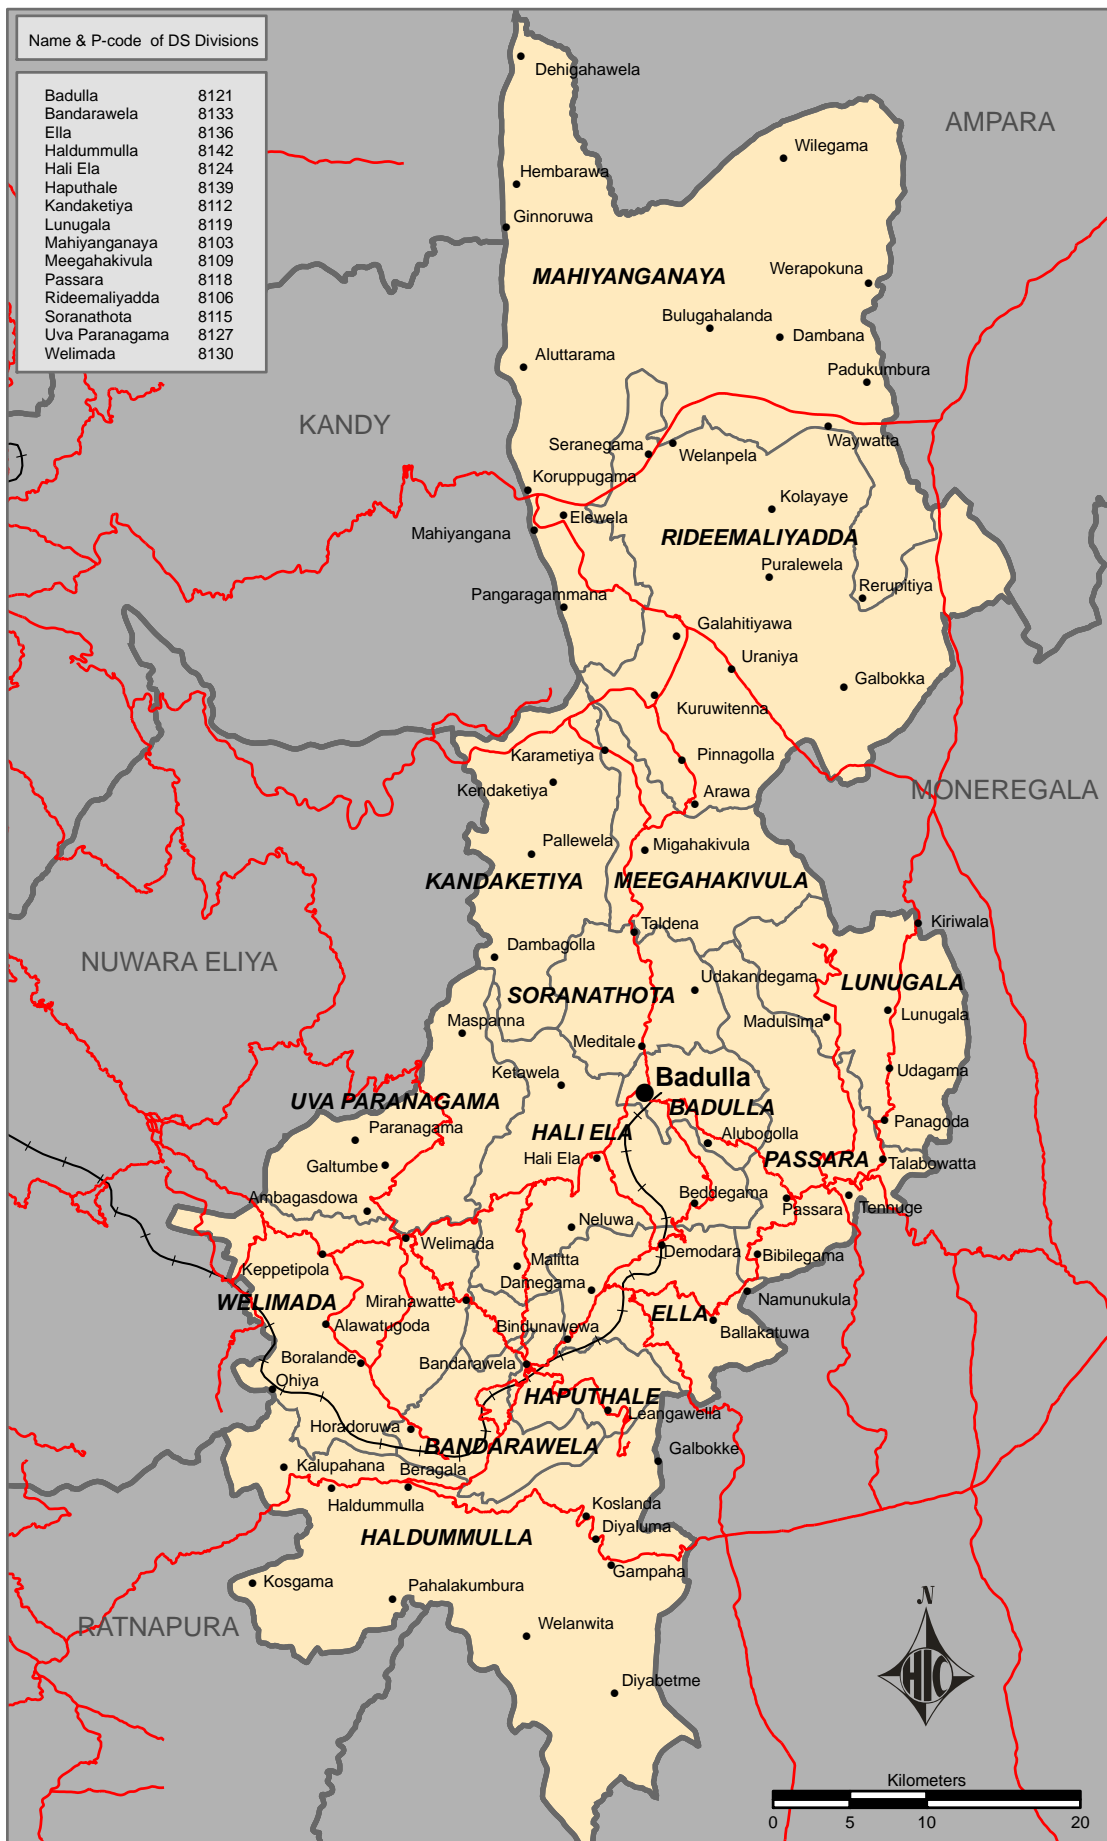 Name & P-code of DS Divisions
Badulla 8121
Bandarawela 8133
Ella 8136
Haldummulla 8142
Hali Ela 8124
Haputhale 8139
Kandaketiya 8112
Lunugala 8119
Mahiyanganaya 8103
Meegahakivula 8109
Passara 8118
Rideemaliyadda 8106
Soranathota 8115
Uva Paranagama 8127
Welimada 8130
Dehigahawela
AMPARA
Wilegama
Hembarawa
Ginnoruwa
MAHIYANGANAYA
Werapokuna
Bulugahalanda
Dambana
Aluttarama
Padukumbura
KANDY
Seranegama
Welanpela
Waywatta
Koruppugama
Kolayaye
Elewela
Mahiyangana
RIDEEMALIYADDA
Puralewela
Rerupitiya
Pangaragammana
Galahitiyawa
Uraniya
Galbokka
Kuruwitenna
Karametiya
Pinnagolla
Kendaketiya
Arawa
MONEREGALA
Pallewela
Migahakivula
KANDAKETIYA
MEEGAHAKIVULA
Kiriwala
Taldena
Dambagolla
NUWARA ELIYA
Udakandegama
LUNUGALA
SORANATHOTA
Lunugala
Maspanna
Madulsima
Meditale
Udagama
Ketawela
Badulla
UVA PARANAGAMA
BADULLA
Panagoda
Paranagama
HALI ELA
Alubogolla
Hali Ela
PASSARA
Talabowatta
Galtumbe
Ambagasdowa
Beddegama
Passara
Tennuge
Neluwa
Welimada
Demodara
Bibilegama
Keppetipola
Malitta
Damegama
Namunukula
WELIMADA
Mirahawatte
ELLA
Alawatugoda
Bindunawewa
Ballakatuwa
Boralande
Bandarawela
Ohiya
HAPUTHALE
Leangawella
Horadoruwa
BANDARAWELA
Galbokke
Kalupahana
Beragala
Haldummulla
Koslanda
Diyaluma
HALDUMMULLA
Gampaha
Kosgama
Pahalakumbura
RATNAPURA
Welanwita
Diyabetme
N
HIC
Kilometers
0 5 10 20